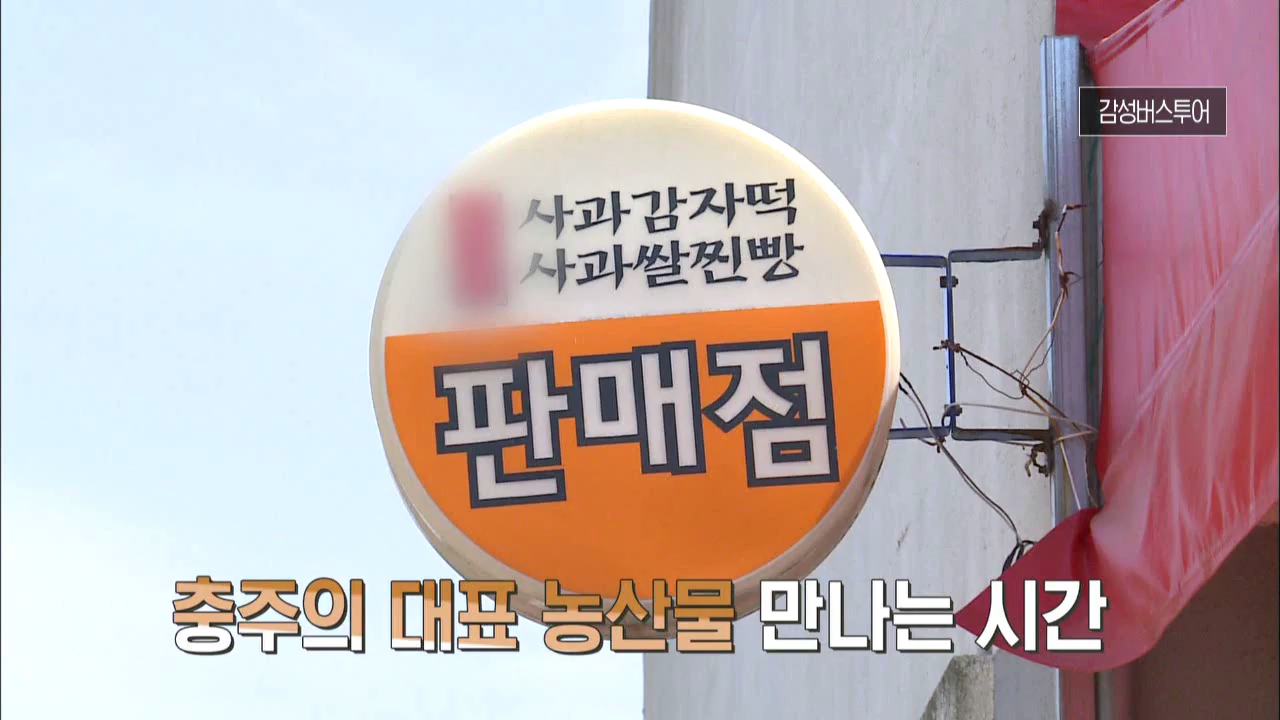 감성버스투어
사과감자떡
사과쌀찐빵
판매점
충주의 대표 농산물 만나는 시간